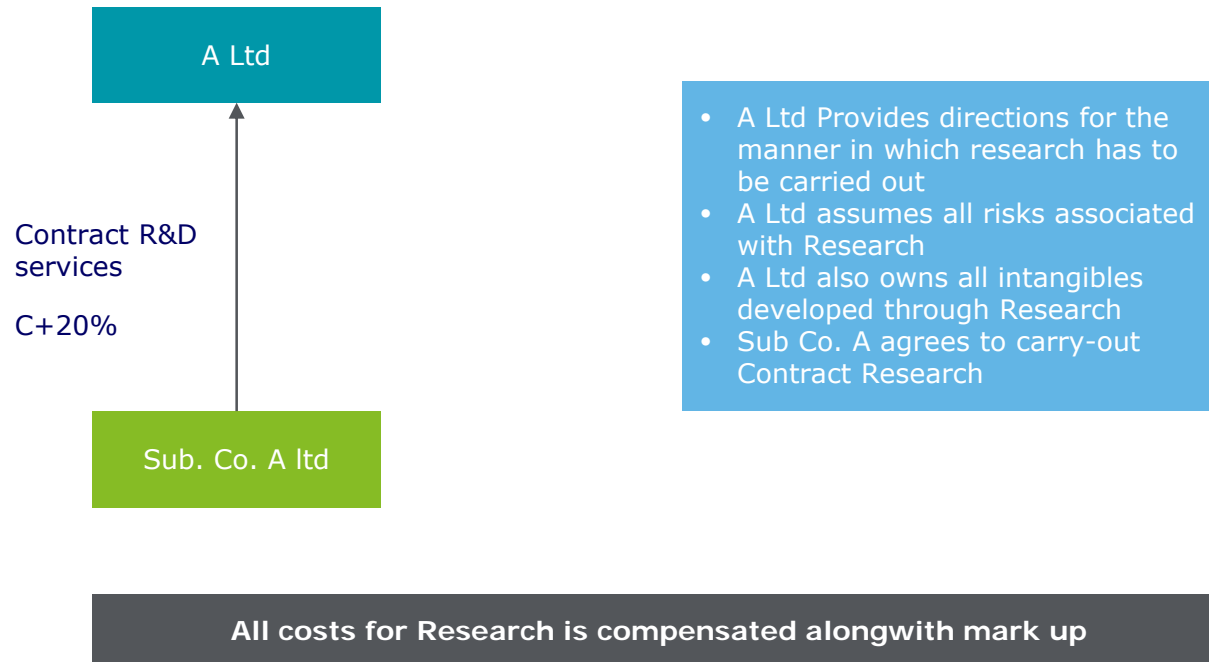 A Ltd
Contract R&D
services
C+20%
Sub. Co. A ltd
• A Ltd Provides directions for the
manner in which research has to
be carried out
• A Ltd assumes all risks associated
with Research
• A Ltd also owns all intangibles
developed through Research
• Sub Co. A agrees to carry-out
Contract Research
All costs for Research is compensated alongwith mark up